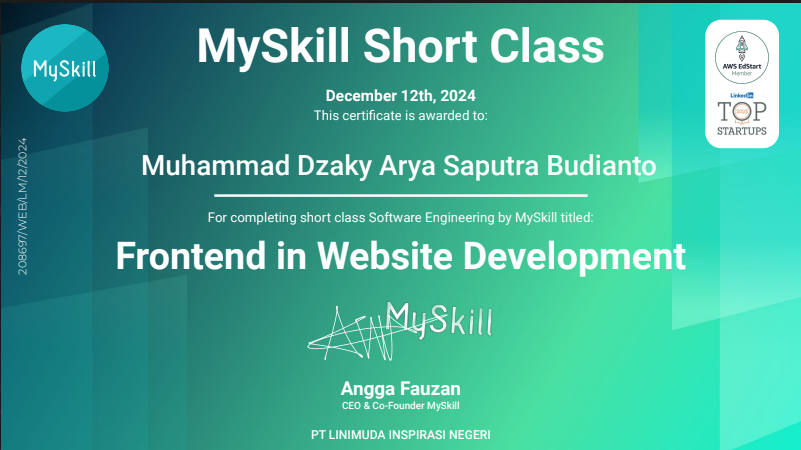 MySkill
MySkill Short Class
AWS EdStart
Member
LinkedIn
TOP
2022
STARTUPS
December 12th, 2024
This certificate is awarded to:
208697/WEB/LM/12/2024
Muhammad Dzaky Arya Saputra Budianto
For completing short class Software Engineering by MySkill titled:
Frontend in Website Development
MySkill
Angga Fauzan
CEO & Co-Founder MySkill
PT LINIMUDA INSPIRASI NEGERI